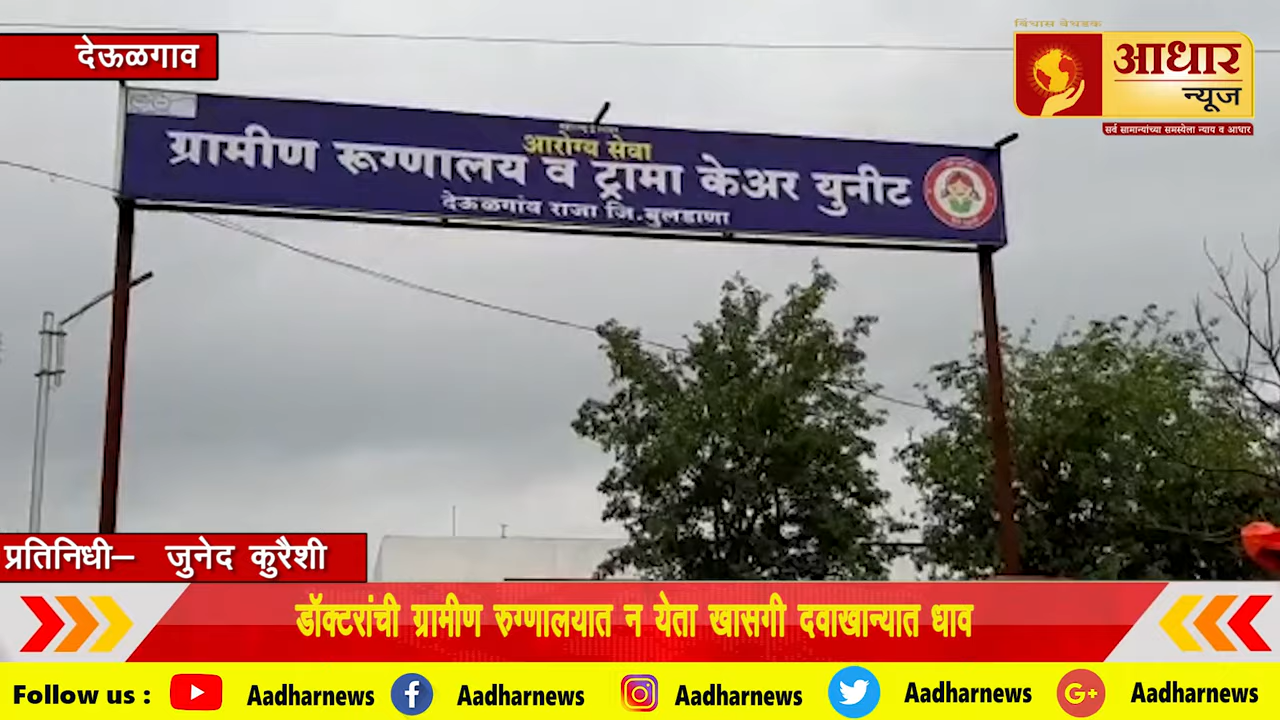 देऊळगाव
बिंधास बेधडक
आधार
न्यूज
सर्व सामान्यांच्या समस्येला न्याय व आधार
आरोग्य सेवा
ग्रामीण रूग्णालय व ट्रामा केअर युनीट
देऊळगांव राजा जि.बुलडाणा
प्रतिनिधी– जुनेद कुरैशी
डॉक्टरांची ग्रामीण रुग्णालयात न येता खासगी दवाखान्यात धाव
Follow us : Aadharnews Aadharnews Aadharnews Aadharnews Aadharnews